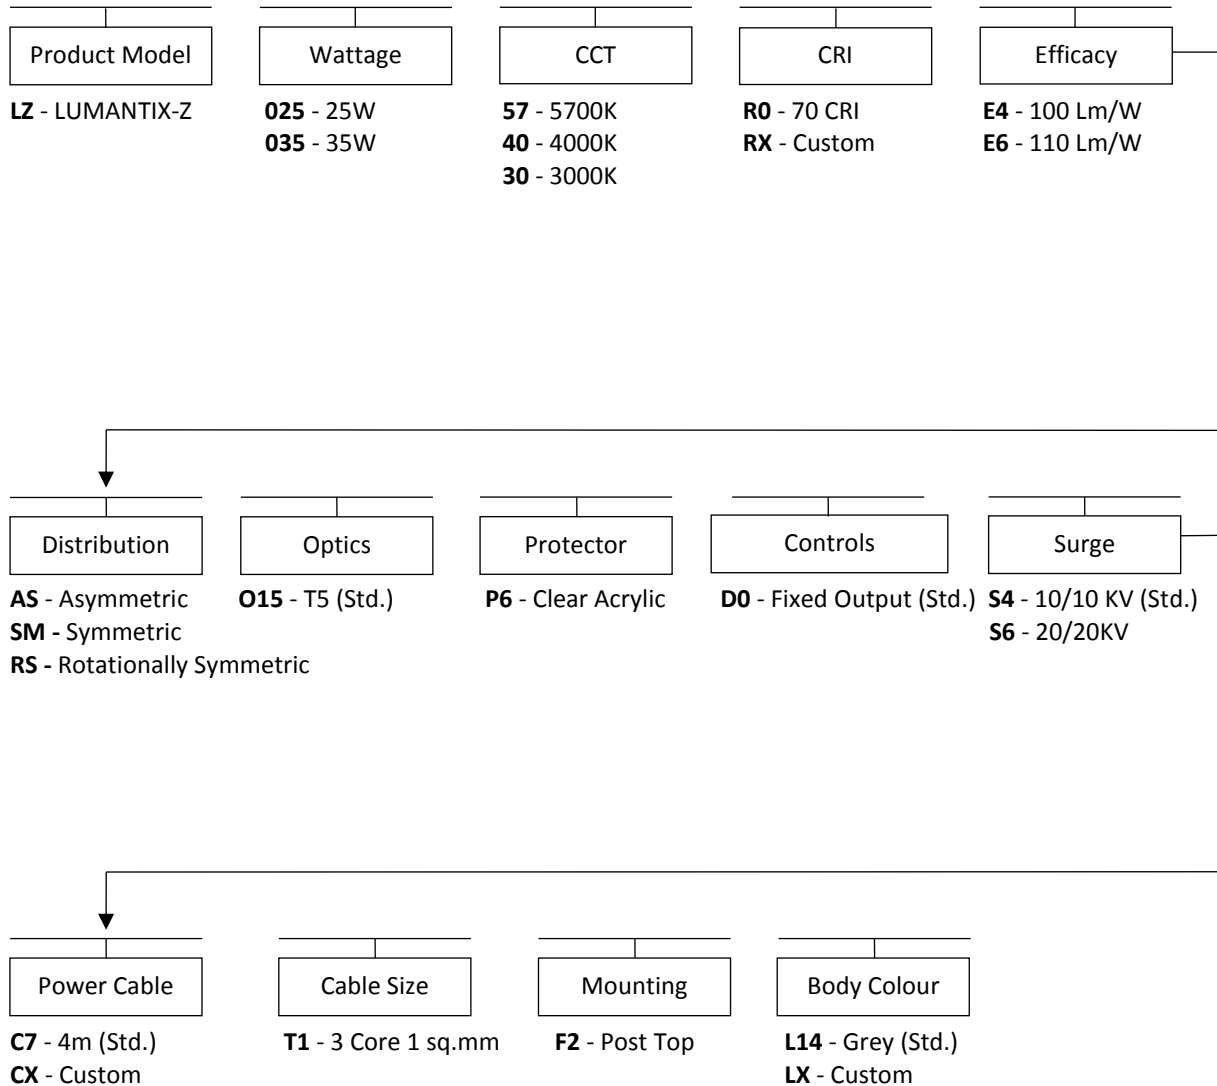 Product Model
Wattage
CCT
CRI
Efficacy
LZ - LUMANTIX-Z
025 - 25W
035 - 35W
57 - 5700K
40 - 4000K
30 - 3000K
R0 - 70 CRI
RX - Custom
E4 - 100 Lm/W
E6 - 110 Lm/W
Distribution
Optics
Protector
Controls
Surge
AS - Asymmetric
SM - Symmetric
RS - Rotationally Symmetric
O15 - T5 (Std.)
P6 - Clear Acrylic
D0 - Fixed Output (Std.)
S4 - 10/10 KV (Std.)
S6 - 20/20KV
Power Cable
Cable Size
Mounting
Body Colour
C7 - 4m (Std.)
CX - Custom
T1 - 3 Core 1 sq.mm
F2 - Post Top
L14 - Grey (Std.)
LX - Custom